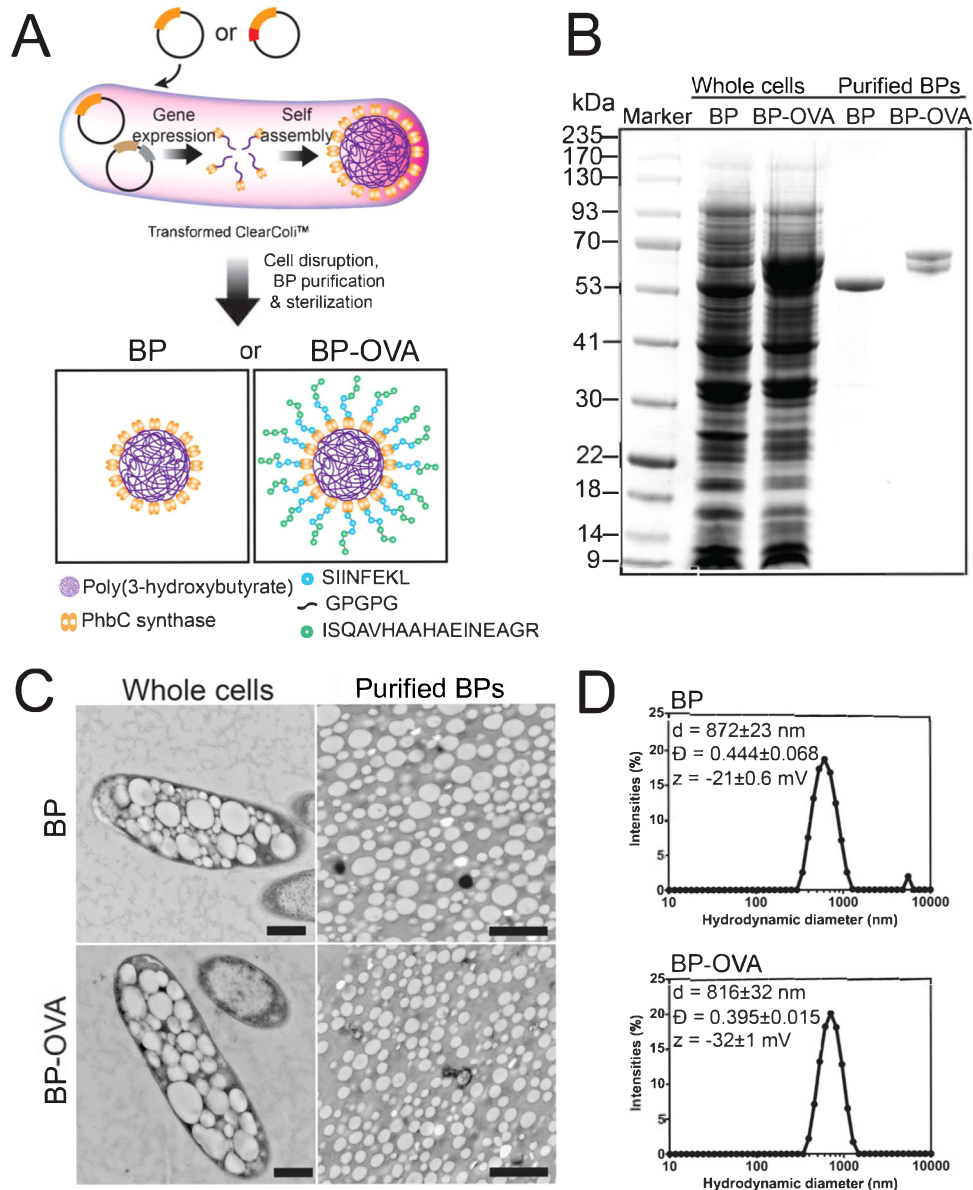 A
or
Gene
expression
Self
assembly
Transformed ClearColi™
Cell disruption,
BP purification
& sterilization
BP or BP-OVA
Poly(3-hydroxybutyrate)
PhbC synthase
SIINFEKL
GPGPG
ISQAVHAAHAEINEAGR
B
Whole cells Purified BPs
kDa Marker BP BP-OVA BP BP-OVA
235
170
130
93
70
53
41
30
22
18
14
9
C
Whole cells Purified BPs
BP
BP-OVA
D
BP
d = 872±23 nm
Đ = 0.444±0.068
z = -21±0.6 mV
Intensities (%)
25
20
15
10
5
0
10 100 1000 10000
Hydrodynamic diameter (nm)
BP-OVA
d = 816±32 nm
Đ = 0.395±0.015
z = -32±1 mV
Intensities (%)
25
20
15
10
5
0
10 100 1000 10000
Hydrodynamic diameter (nm)